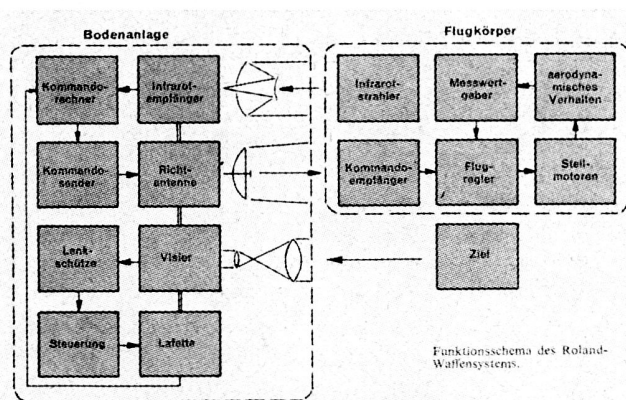 Bodenanlage
Flugkörper
Kommando-
rechner
Infrarot-
empfänger
Infrarot-
strahler
Messwert-
geber
aerodyna-
misches
Verhalten
Kommando-
sender
Richt-
antenne
Kommando-
empfänger
Flug-
regler
Stell-
motoren
Lenk-
schütze
Visier
Ziel
Steuerung
Lafette
Funktionsschema des Roland-
Waffensystems.